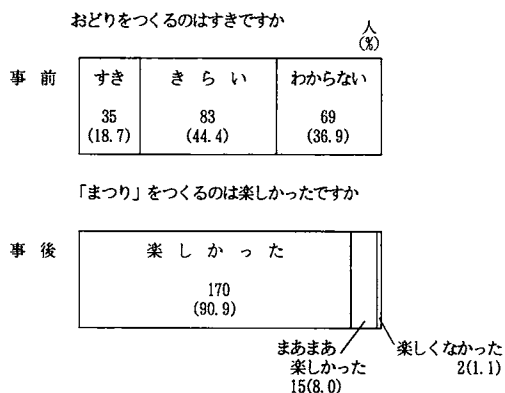 おどりをつくるのはすきですか
人
(%)
事前 すき きらい わからない
35 83 69
(18.7) (44.4) (36.9)
「まつり」をつくるのは楽しかったですか
事後 楽しかった
170
(90.9)
まあまあ 楽しくなかった
楽しかった 2(1.1)
15(8.0)